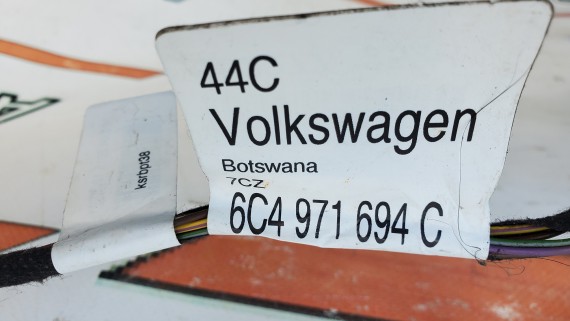 44C
Volkswagen
Botswana
7CZ
6C4 971 694 C
ksrbpt38